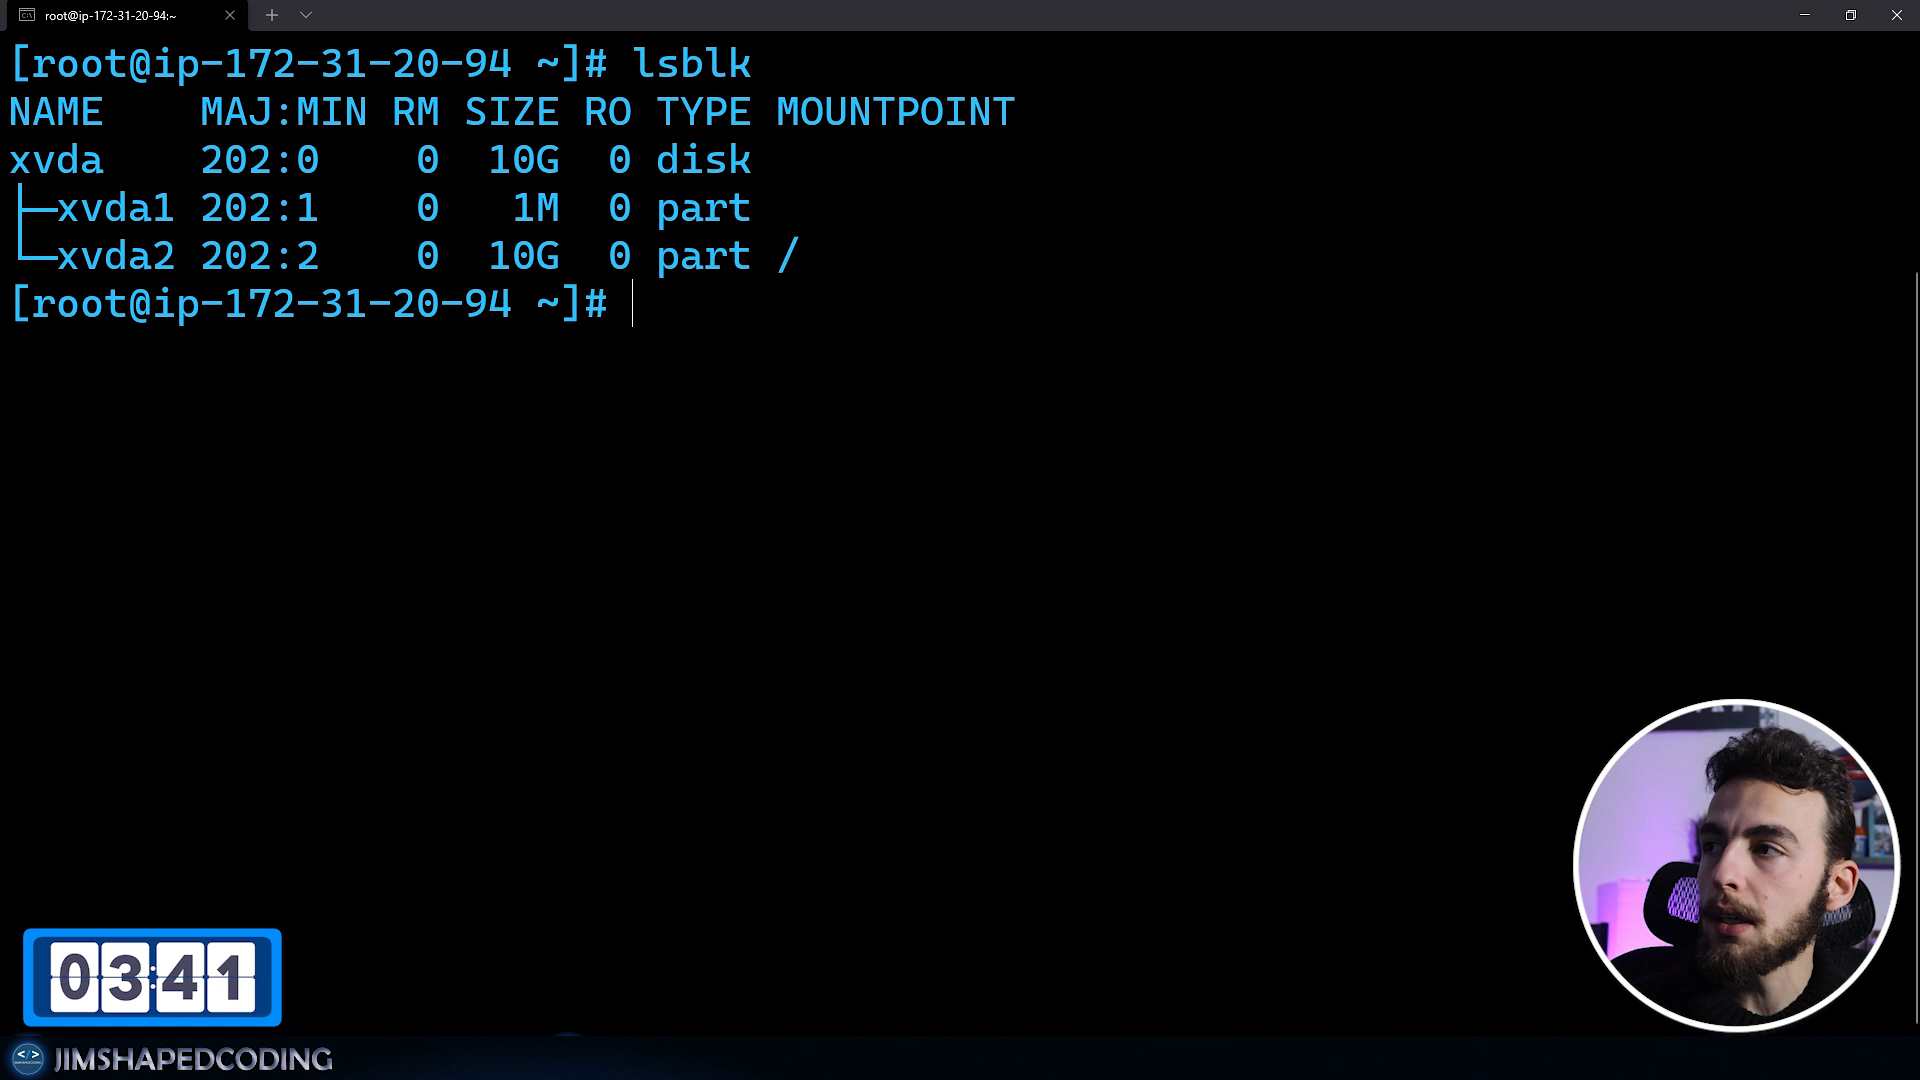 root@ip-172-31-20-94:~
[root@ip-172-31-20-94 ~]# lsblk
NAME    MAJ:MIN RM SIZE RO TYPE MOUNTPOINT
xvda    202:0    0  10G  0 disk
├─xvda1 202:1    0   1M  0 part
└─xvda2 202:2    0  10G  0 part /
[root@ip-172-31-20-94 ~]#
03:41
JIMSHAPEDCODING